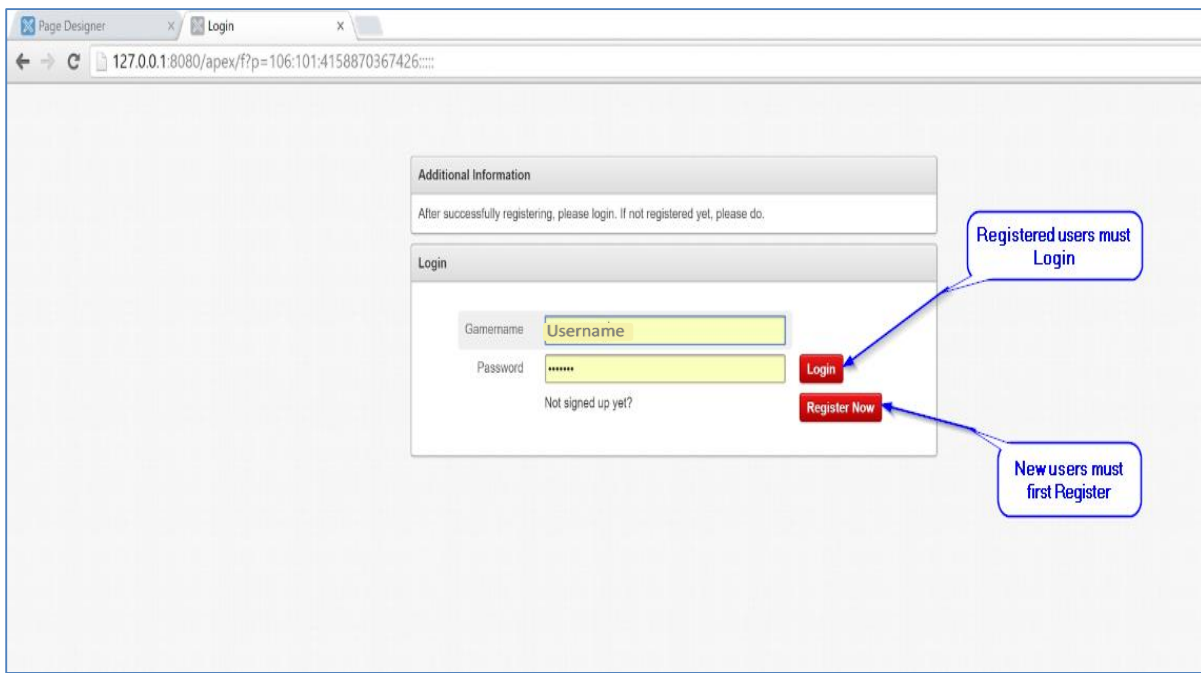 Page Designer
Login
127.0.0.1:8080/apex/f?p=106:101:4158870367426:::::
Additional Information
After successfully registering, please login. If not registered yet, please do.
Registered users must
Login
Login
Gamername
Username
Password
•••••••
Login
Not signed up yet?
Register Now
New users must
first Register